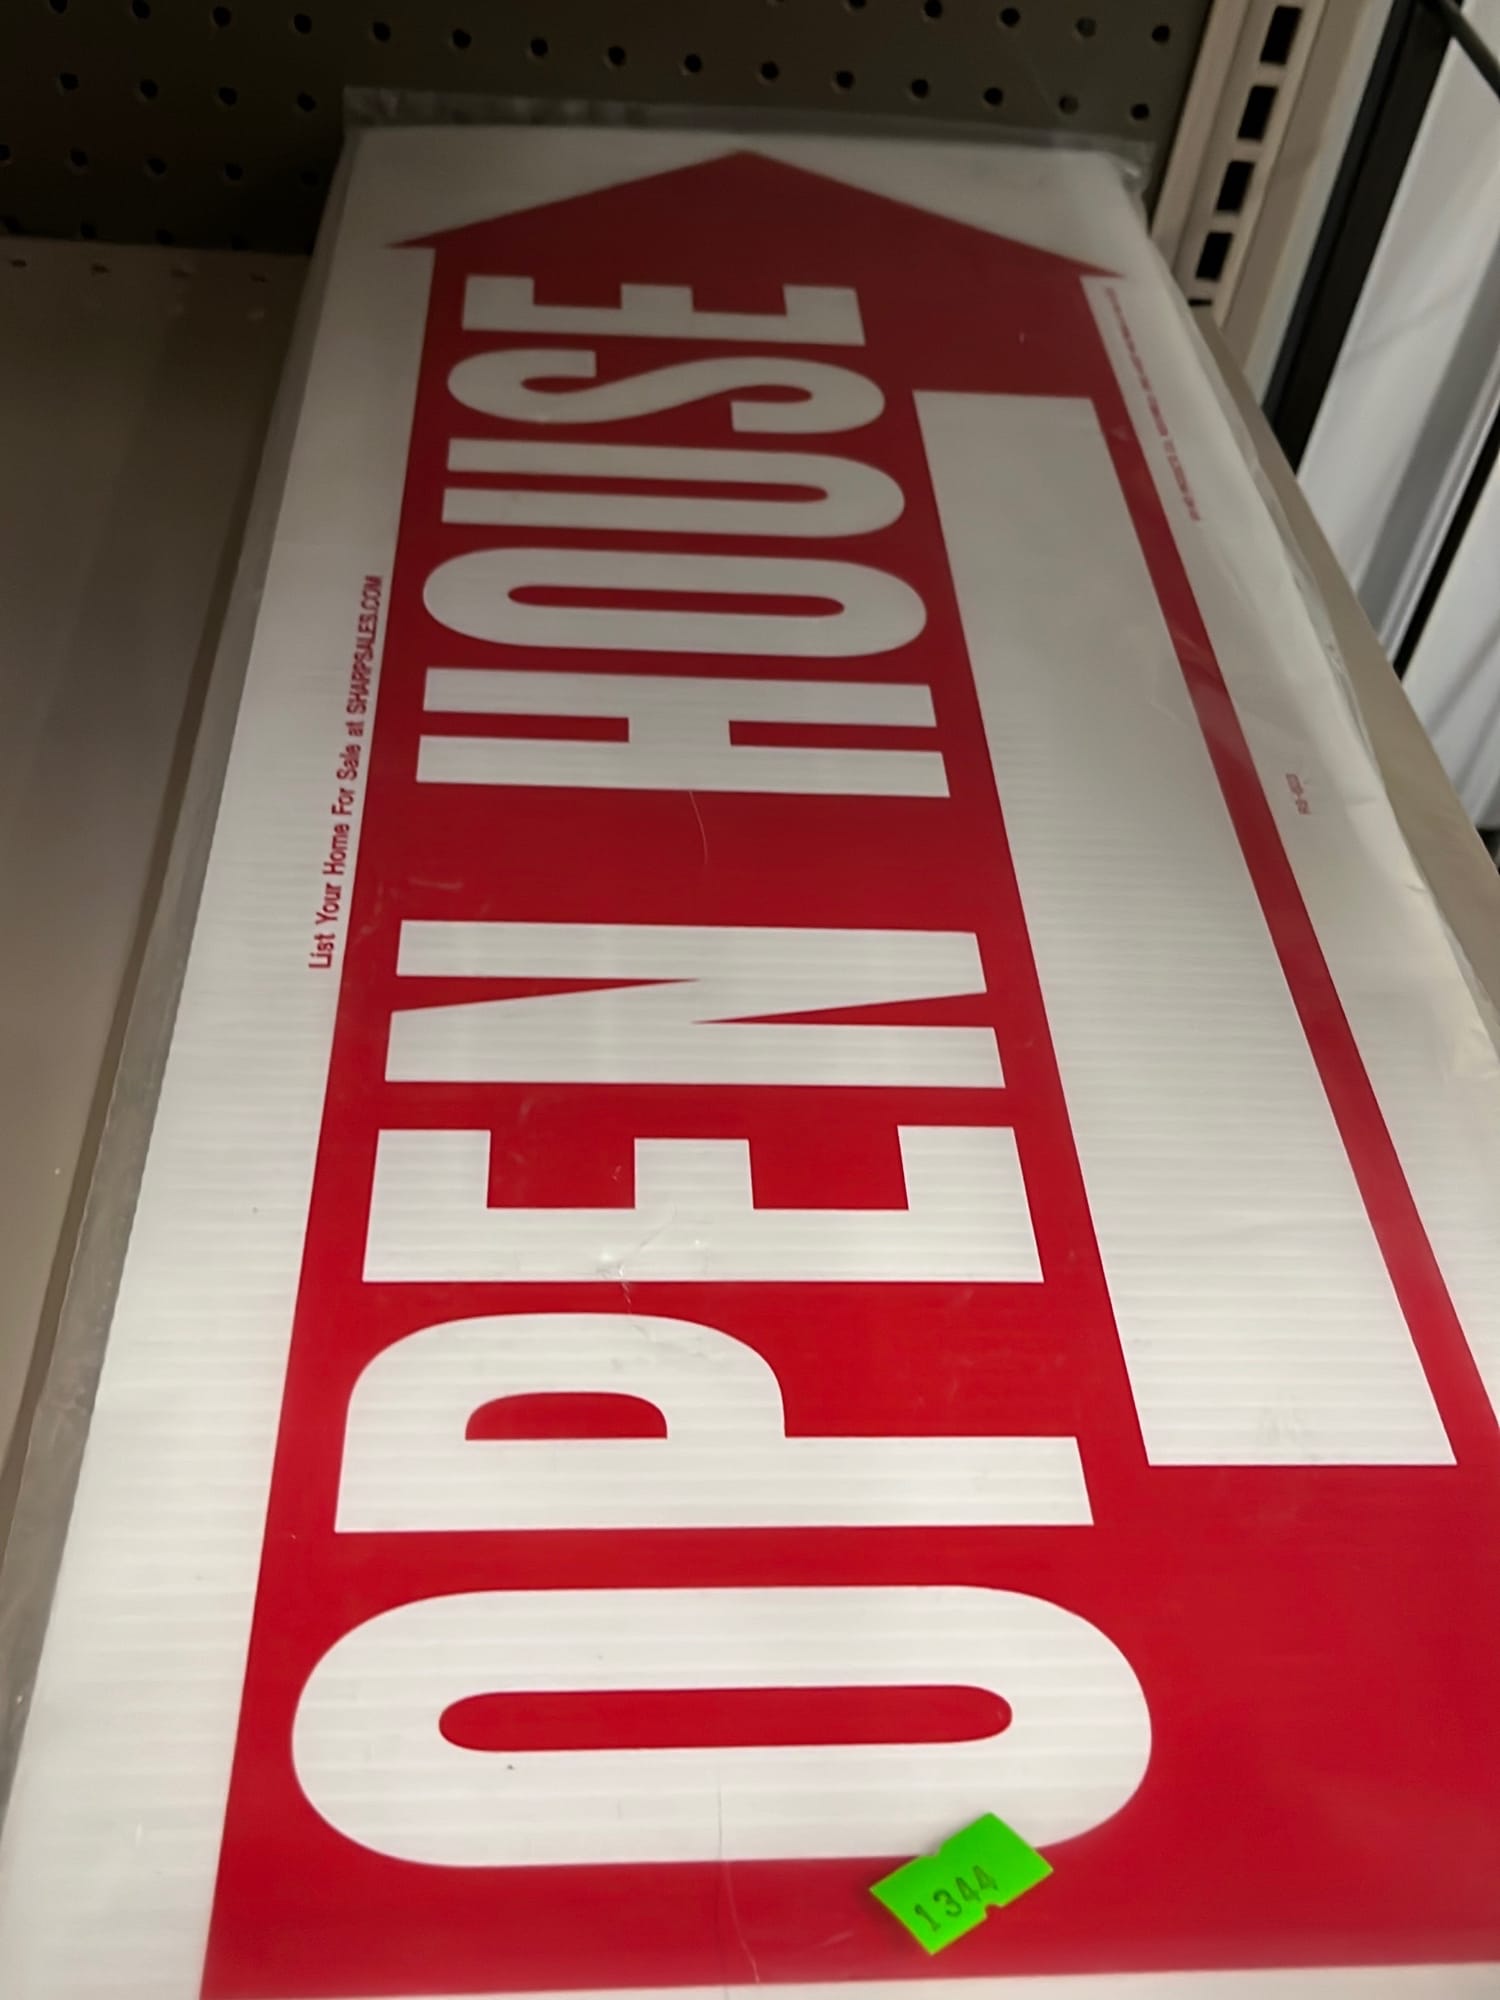 List Your Home For Sale at SHARPSALES.COM
OPEN HOUSE
1344